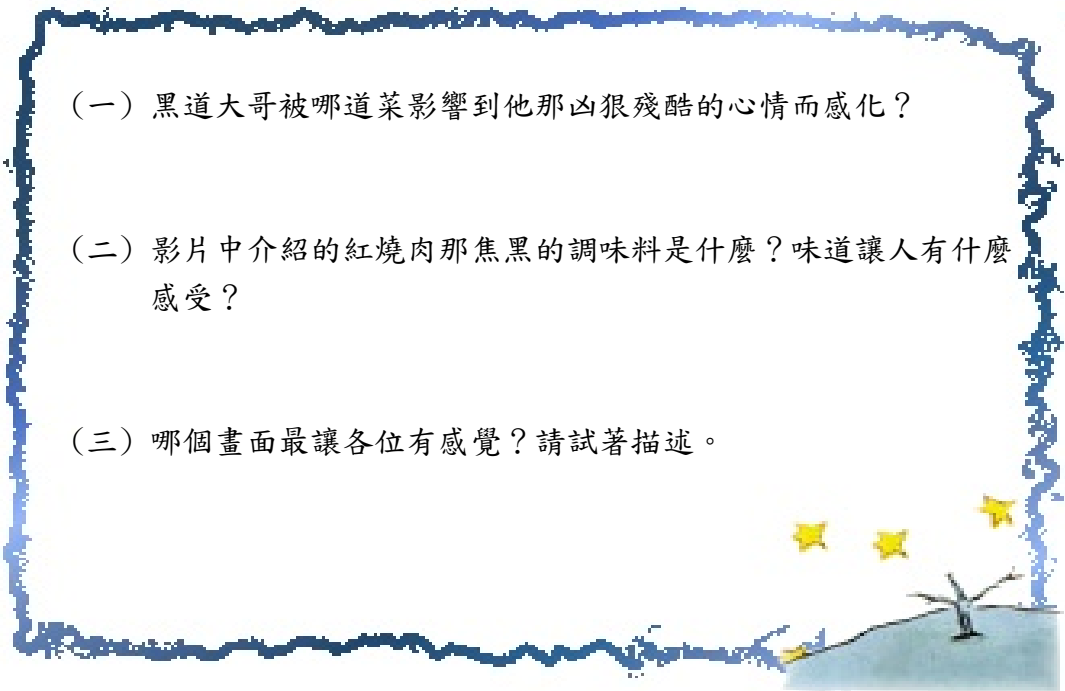 （一）黑道大哥被哪道菜影響到他那凶狠殘酷的心情而感化？
（二）影片中介紹的紅燒肉那焦黑的調味料是什麼？味道讓人有什麼
感受？
（三）哪個畫面最讓各位有感覺？請試著描述。